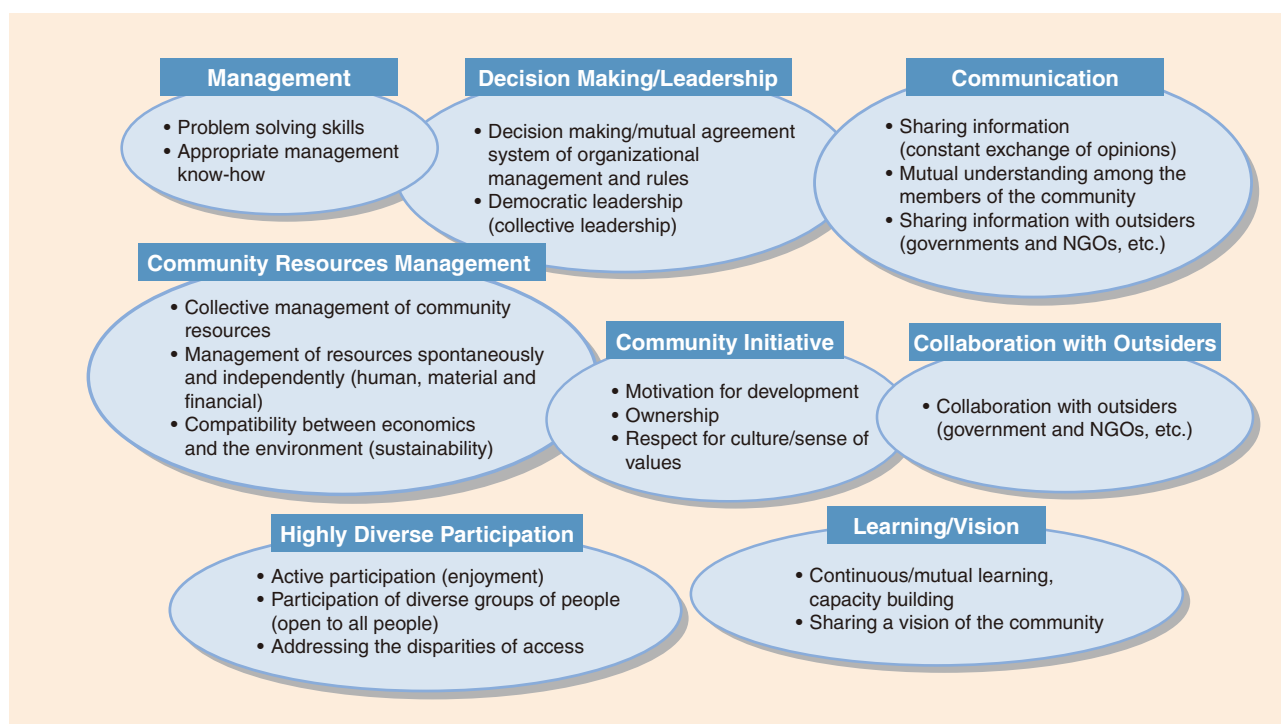 Management
• Problem solving skills
• Appropriate management
know-how
Decision Making/Leadership
• Decision making/mutual agreement
system of organizational
management and rules
• Democratic leadership
(collective leadership)
Communication
• Sharing information
(constant exchange of opinions)
• Mutual understanding among the
members of the community
• Sharing information with outsiders
(governments and NGOs, etc.)
Community Resources Management
• Collective management of community
resources
• Management of resources spontaneously
and independently (human, material and
financial)
• Compatibility between economics
and the environment (sustainability)
Community Initiative
• Motivation for development
• Ownership
• Respect for culture/sense of
values
Collaboration with Outsiders
• Collaboration with outsiders
(government and NGOs, etc.)
Highly Diverse Participation
• Active participation (enjoyment)
• Participation of diverse groups of people
(open to all people)
• Addressing the disparities of access
Learning/Vision
• Continuous/mutual learning,
capacity building
• Sharing a vision of the community